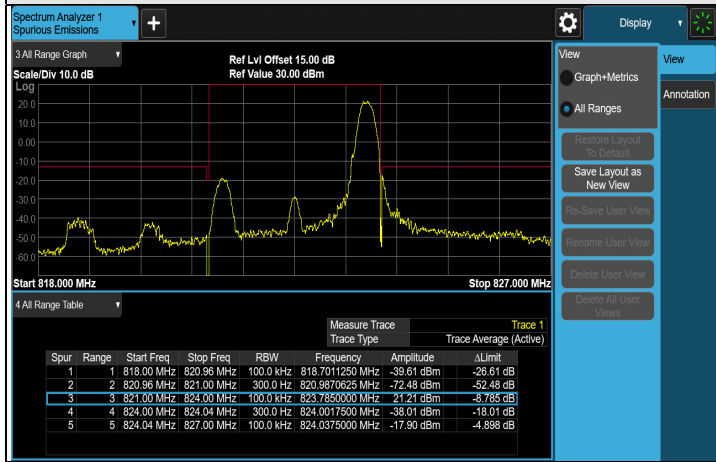 Spectrum Analyzer 1
Spurious Emissions
+
Display
3 All Range Graph
Ref Lvl Offset 15.00 dB
Scale/Div 10.0 dB
Ref Value 30.00 dBm
Log
20.0
10.0
0.00
-10.0
-20.0
-30.0
-40.0
-50.0
-60.0
Start 818.000 MHz
Stop 827.000 MHz
View
Graph+Metrics
All Ranges
Restore Layout
To Default
Save Layout as
New View
Re-Save User View
Rename User View
Delete User View
Delete All User
Views
View
Annotation
4 All Range Table
Measure Trace Trace 1
Trace Type Trace Average (Active)
Spur Range Start Freq Stop Freq RBW Frequency Amplitude ΔLimit
1 1 818.00 MHz 820.96 MHz 100.0 kHz 818.7011250 MHz -39.61 dBm -26.61 dB
2 2 820.96 MHz 821.00 MHz 300.0 Hz 820.9870625 MHz -72.48 dBm -52.48 dB
3 3 821.00 MHz 824.00 MHz 100.0 kHz 823.7850000 MHz 21.21 dBm -8.785 dB
4 4 824.00 MHz 824.04 MHz 300.0 Hz 824.0017500 MHz -38.01 dBm -18.01 dB
5 5 824.04 MHz 827.00 MHz 100.0 kHz 824.0375000 MHz -17.90 dBm -4.898 dB